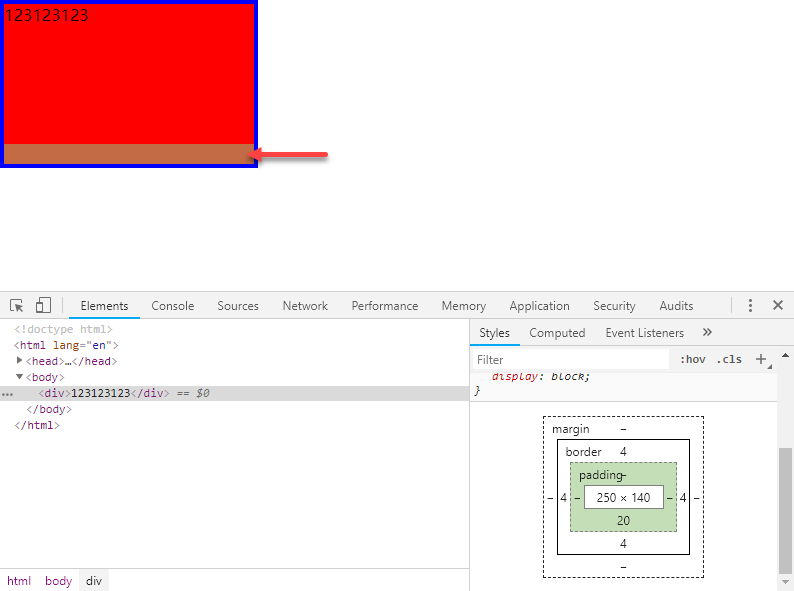 123123123
Elements Console Sources Network Performance Memory Application Security Audits
<!doctype html>
<html lang="en">
<head>…</head>
<body>
<div>123123123</div> == $0
</body>
</html>
html body div
Styles Computed Event Listeners »
Filter :hov .cls +
display: block;
}
margin –
border 4
padding –
– 4 – 250 × 140 – 4 –
20
4
–